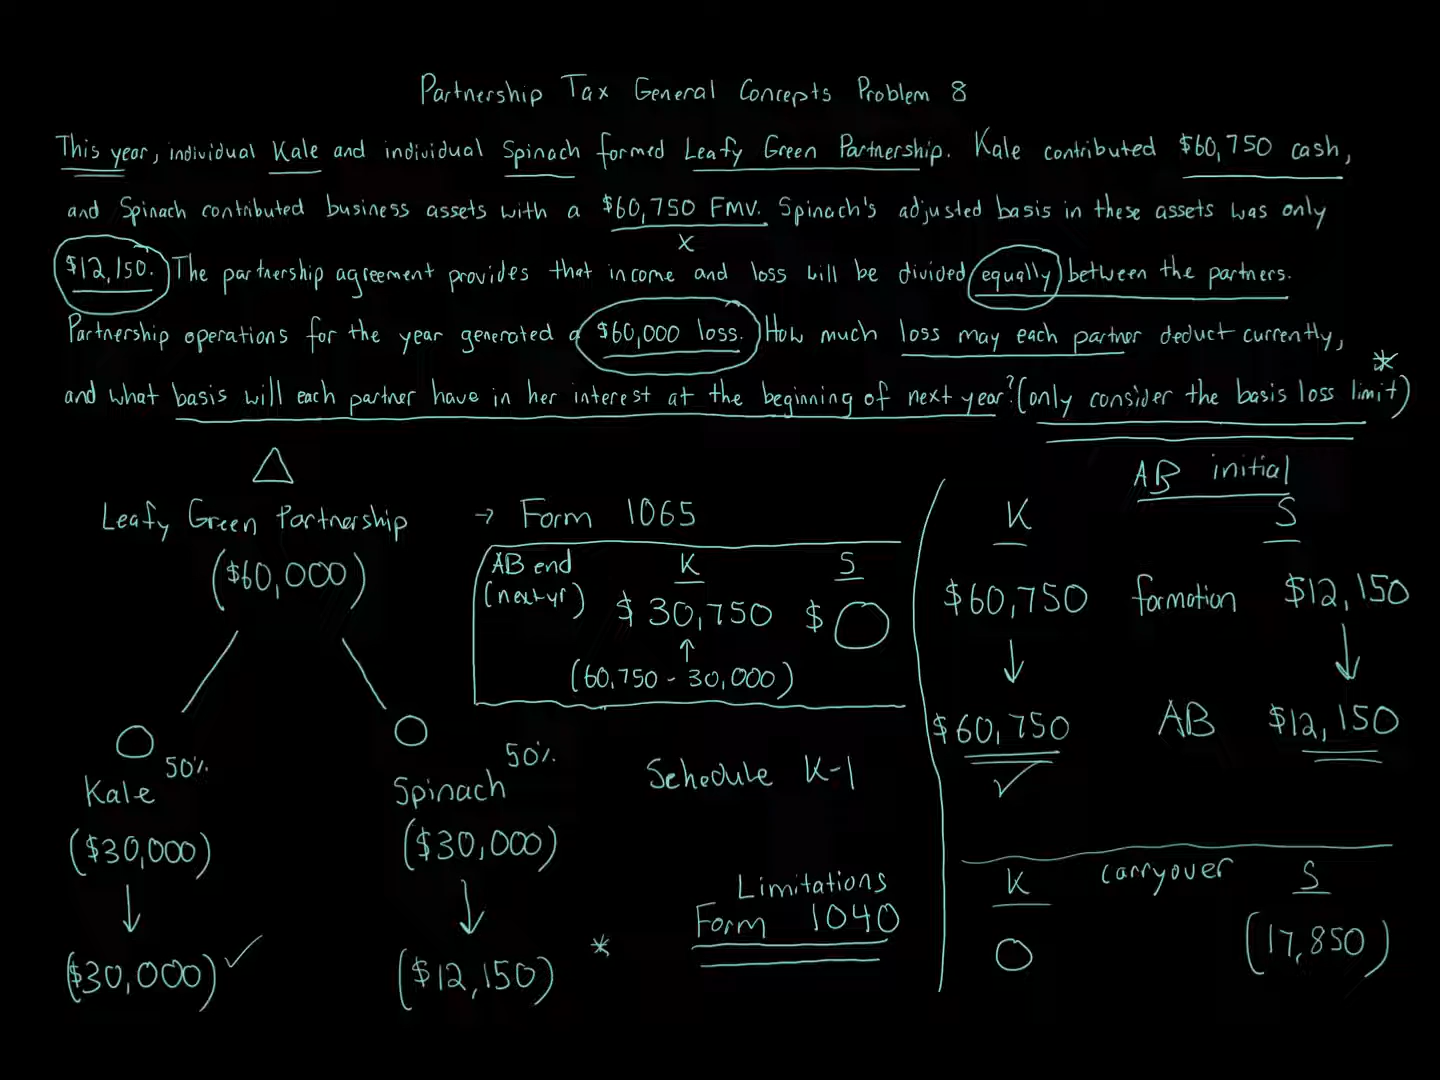 Partnership Tax General Concepts Problem 8
This year, individual Kale and individual Spinach formed Leafy Green Partnership. Kale contributed $60,750 cash,
and Spinach contributed business assets with a $60,750 FMV. Spinach's adjusted basis in these assets was only
x
$12,150. The partnership agreement provides that income and loss will be divided equally between the partners.
Partnership operations for the year generated a $60,000 loss. How much loss may each partner deduct currently,
*
and what basis will each partner have in her interest at the beginning of next year? (only consider the basis loss limit)
Leafy Green Partnership → Form 1065
($60,000)
AB end K S
(next yr) $30,750 $0
↑
(60,750 - 30,000)
Kale 50%
($30,000)
↓
($30,000) ✓
Spinach 50%
($30,000)
↓
($12,150) *
Schedule K-1
Limitations
Form 1040
AB initial
K S
$60,750 formation $12,150
↓ ↓
$60,750 AB $12,150
✓
K carryover S
0 (17,850)